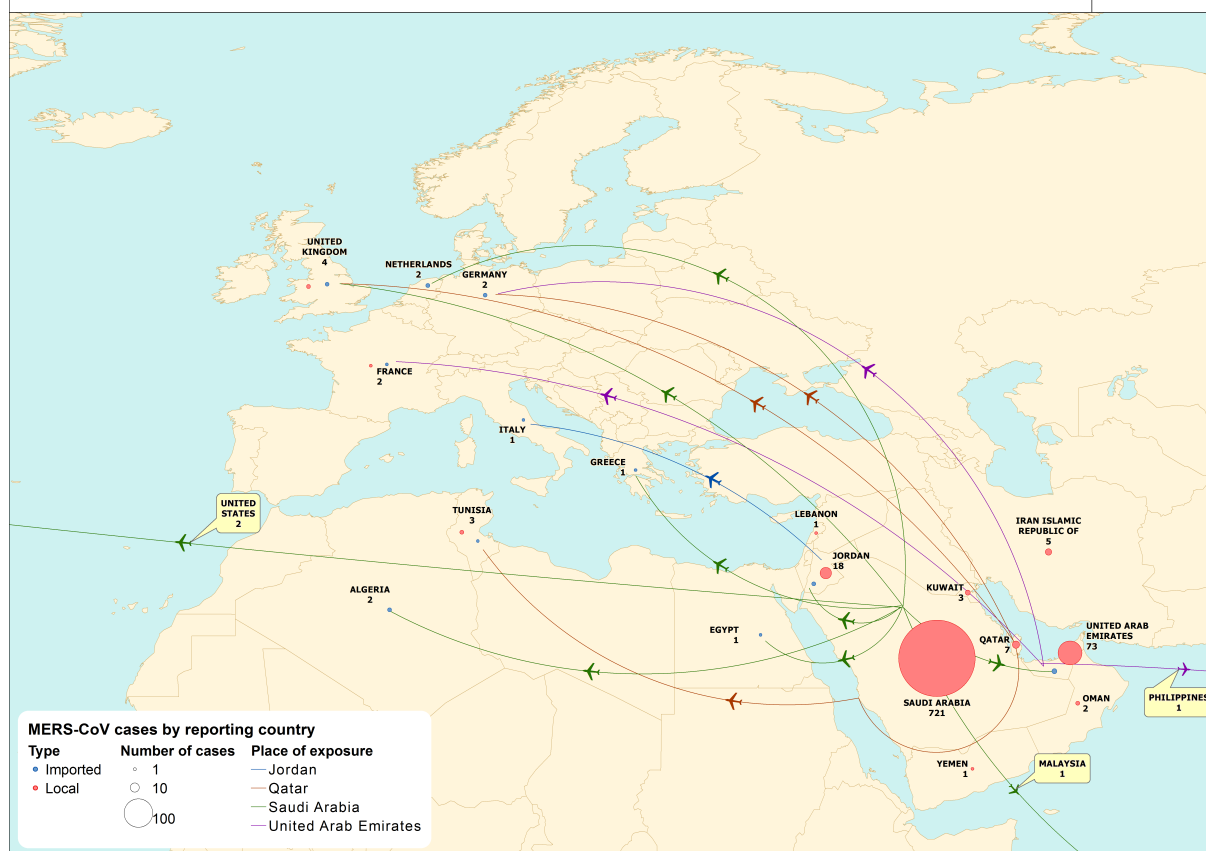 UNITED
KINGDOM
4
NETHERLANDS
2
GERMANY
2
FRANCE
2
ITALY
1
GREECE
1
UNITED
STATES
2
TUNISIA
3
LEBANON
1
IRAN ISLAMIC
REPUBLIC OF
5
JORDAN
18
ALGERIA
2
KUWAIT
3
EGYPT
1
QATAR
7
UNITED ARAB
EMIRATES
73
SAUDI ARABIA
721
OMAN
2
PHILIPPINES
1
YEMEN
1
MALAYSIA
1
MERS-CoV cases by reporting country
Type
Imported
Local
Number of cases
1
10
100
Place of exposure
Jordan
Qatar
Saudi Arabia
United Arab Emirates